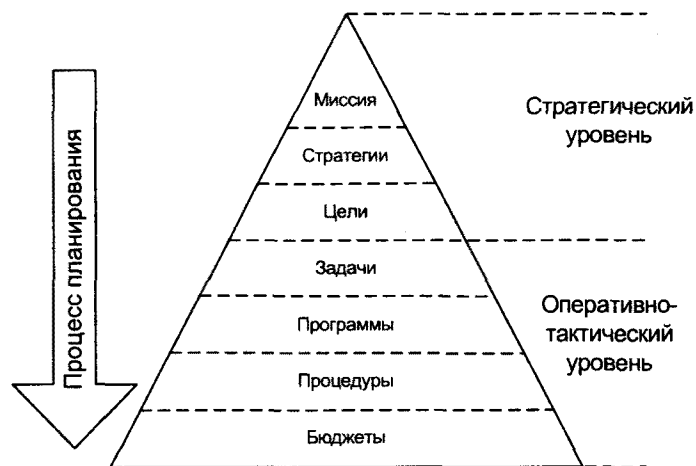 Процесс планирования
Миссия
Стратегии
Цели
Задачи
Программы
Процедуры
Бюджеты
Стратегический
уровень
Оперативно-
тактический
уровень